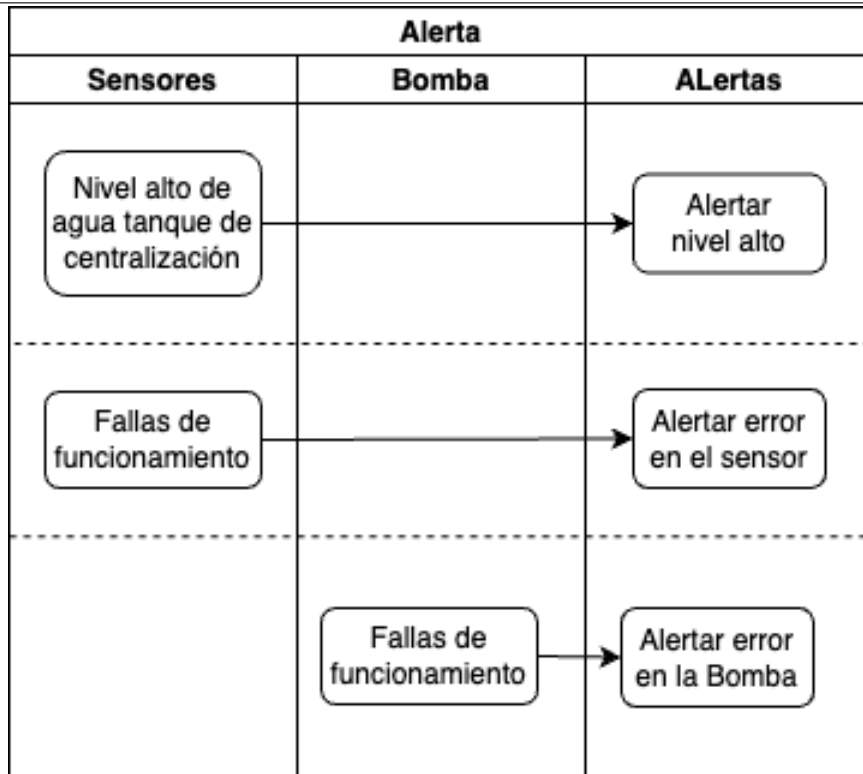 Alerta
Sensores
Bomba
ALertas
Nivel alto de
agua tanque de
centralización
Alertar
nivel alto
Fallas de
funcionamiento
Alertar error
en el sensor
Fallas de
funcionamiento
Alertar error
en la Bomba